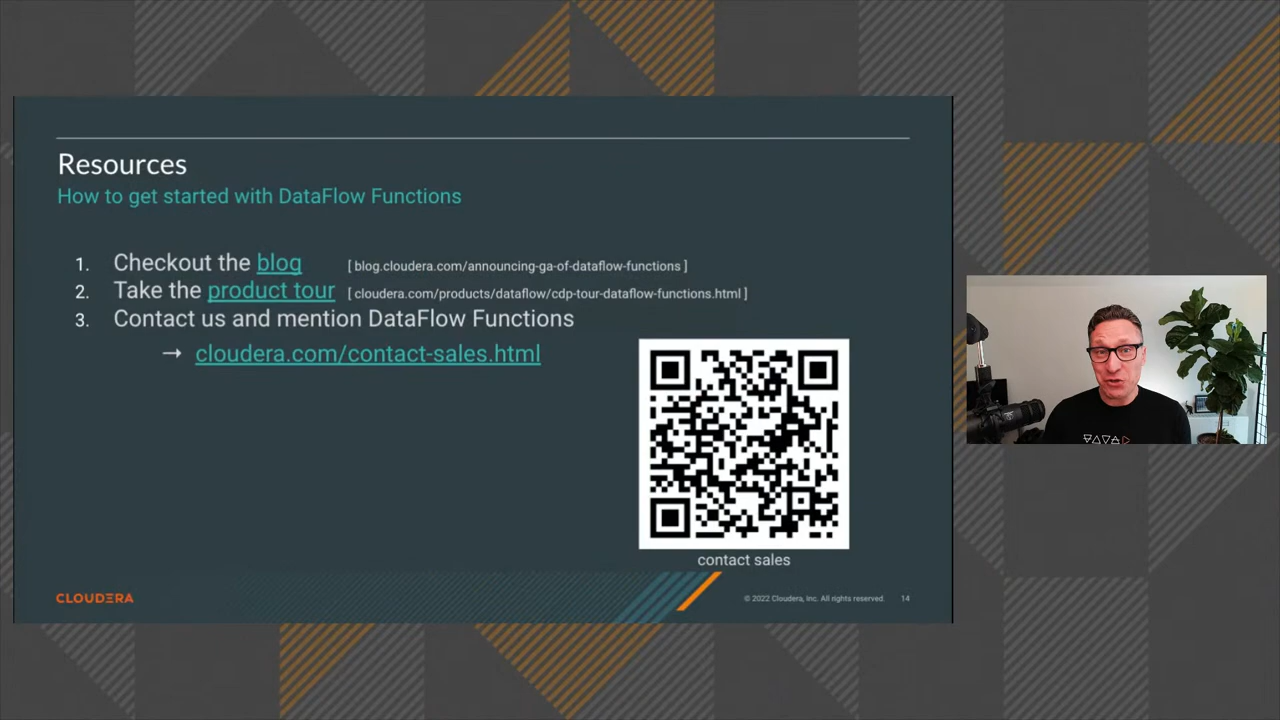 Resources
How to get started with DataFlow Functions
1. Checkout the blog [ blog.cloudera.com/announcing-ga-of-dataflow-functions ]
2. Take the product tour [ cloudera.com/products/dataflow/cdp-tour-dataflow-functions.html ]
3. Contact us and mention DataFlow Functions
→ cloudera.com/contact-sales.html
contact sales
CLOUDERA
© 2022 Cloudera, Inc. All rights reserved. 14